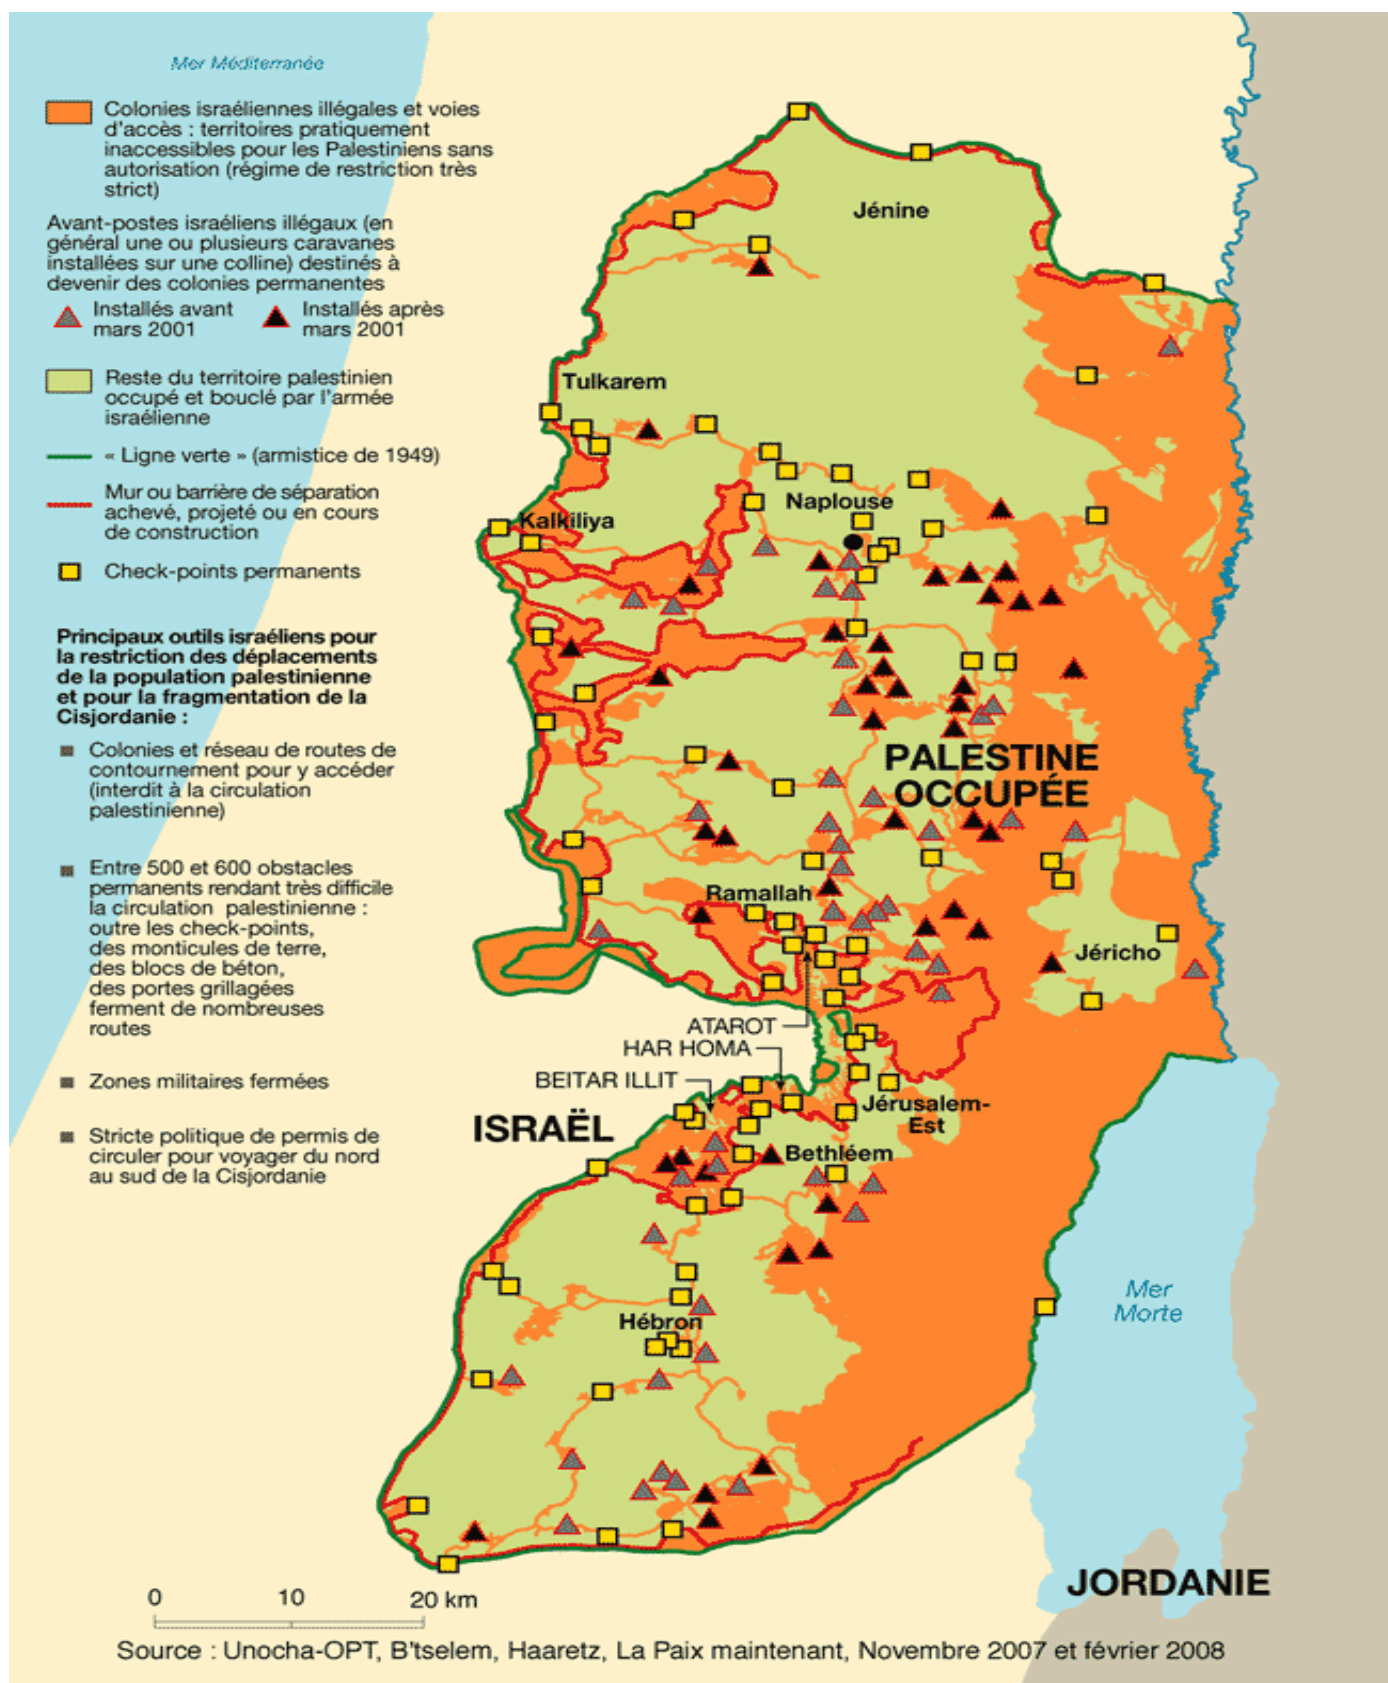 Mer Méditerranée
Colonies israéliennes illégales et voies
d'accès : territoires pratiquement
inaccessibles pour les Palestiniens sans
autorisation (régime de restriction très
strict)
Avant-postes israéliens illégaux (en
général une ou plusieurs caravanes
installées sur une colline) destinés à
devenir des colonies permanentes
Installés avant
mars 2001
Installés après
mars 2001
Reste du territoire palestinien
occupé et bouclé par l'armée
israélienne
« Ligne verte » (armistice de 1949)
Mur ou barrière de séparation
achevé, projeté ou en cours
de construction
Check-points permanents
Principaux outils israéliens pour
la restriction des déplacements
de la population palestinienne
et pour la fragmentation de la
Cisjordanie :
Colonies et réseau de routes de
contournement pour y accéder
(interdit à la circulation
palestinienne)
Entre 500 et 600 obstacles
permanents rendant très difficile
la circulation palestinienne :
outre les check-points,
des monticules de terre,
des blocs de béton,
des portes grillagées
ferment de nombreuses
routes
Zones militaires fermées
Stricte politique de permis de
circuler pour voyager du nord
au sud de la Cisjordanie
Jénine
Tulkarem
Naplouse
Kalkiliya
PALESTINE
OCCUPÉE
Ramallah
Jéricho
ATAROT
HAR HOMA
BEITAR ILLIT
ISRAËL
Jérusalem-
Est
Bethléem
Hébron
Mer
Morte
JORDANIE
0 10 20 km
Source : Unocha-OPT, B'tselem, Haaretz, La Paix maintenant, Novembre 2007 et février 2008